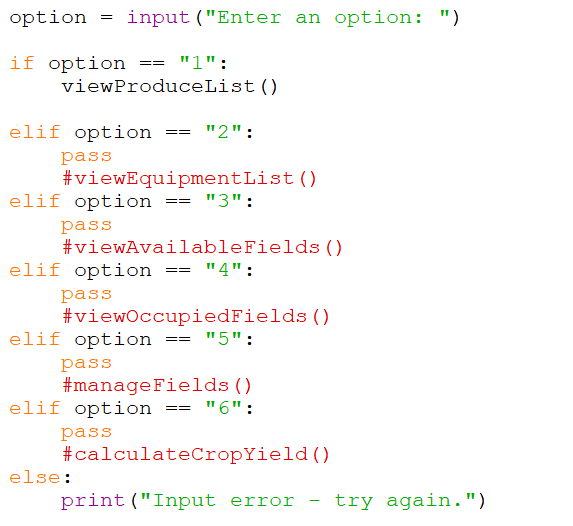 option = input("Enter an option: ")
if option == "1":
    viewProduceList()
elif option == "2":
    pass
    #viewEquipmentList()
elif option == "3":
    pass
    #viewAvailableFields()
elif option == "4":
    pass
    #viewOccupiedFields()
elif option == "5":
    pass
    #manageFields()
elif option == "6":
    pass
    #calculateCropYield()
else:
    print("Input error – try again.")